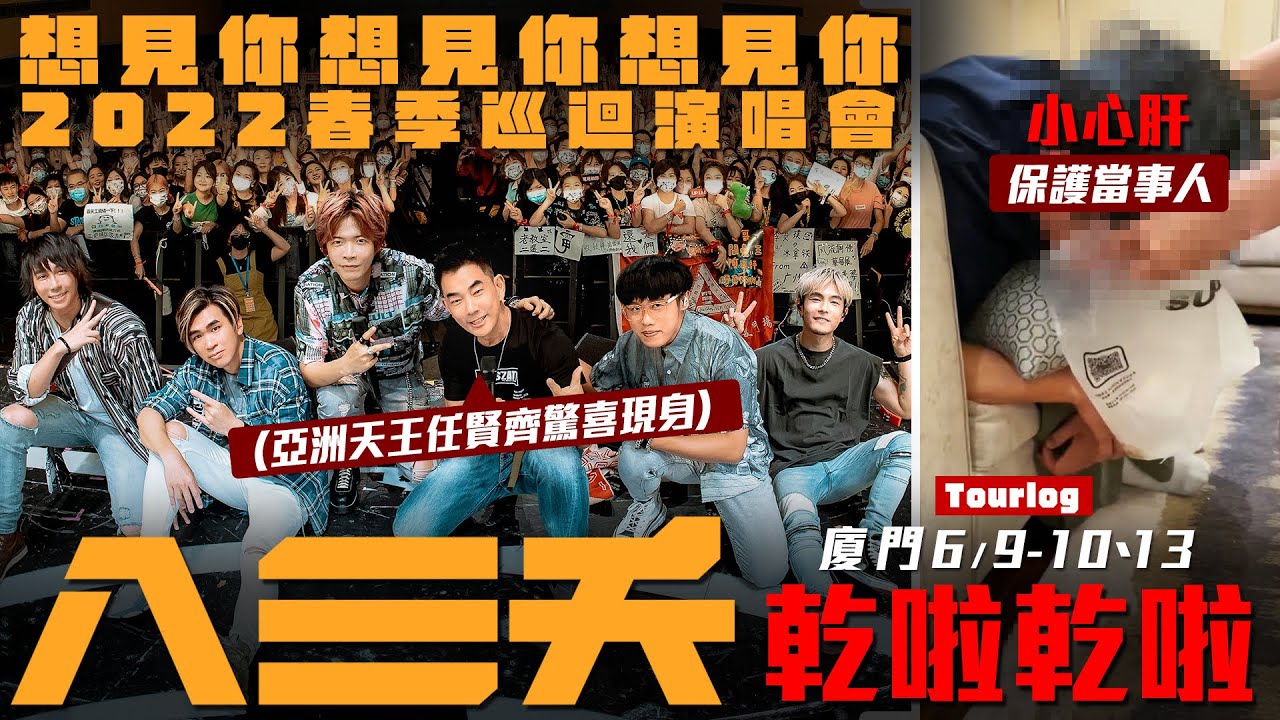 想見你想見你想見你
2022春季巡迴演唱會
小心肝
保護當事人
(亞洲天王任賢齊驚喜現身)
Tourlog
廈門6/9-10、13
八三夭
乾啦乾啦